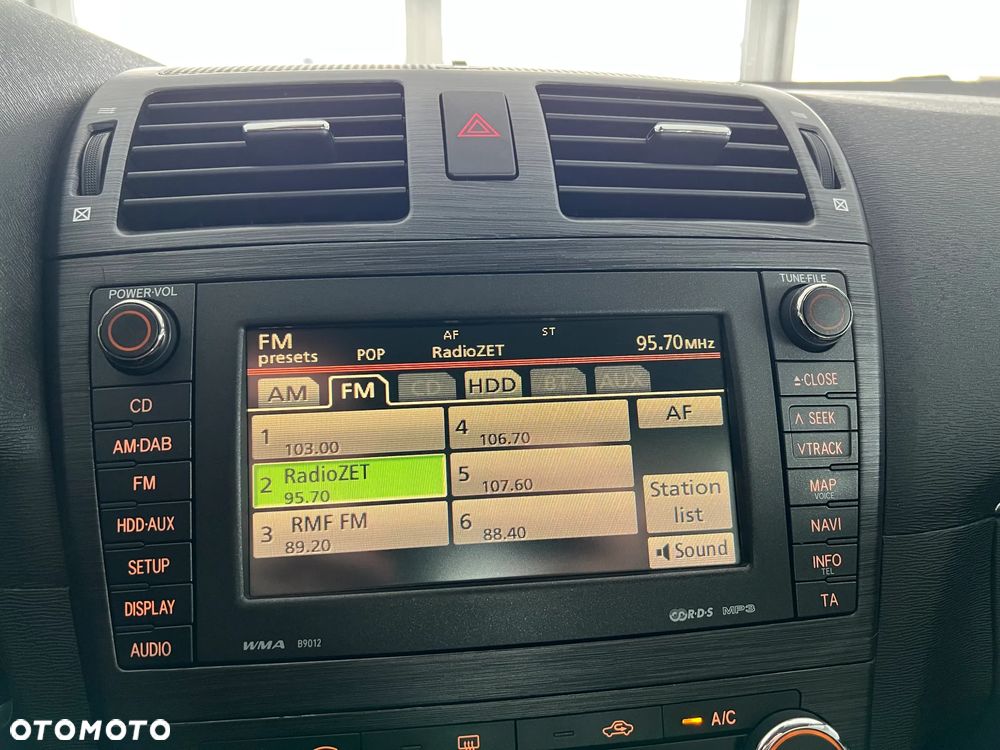 POWER·VOL
TUNE·FILE
CD
AM·DAB
FM
HDD·AUX
SETUP
DISPLAY
AUDIO
FM
presets
POP
AF
RadioZET
ST
95.70MHz
AM
FM
CD
HDD
BT
AUX
1
103.00
2 RadioZET
95.70
3 RMF FM
89.20
4
106.70
5
107.60
6
88.40
AF
Station
list
Sound
CLOSE
SEEK
TRACK
MAP
VOICE
NAVI
INFO
TEL
TA
WMA B9012
R·D·S MP3
A/C
OTOMOTO